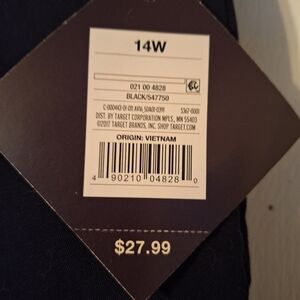 14W
021 00 4828
BLACK/547750
DIST. BY TARGET CORPORATION MPLS., MN 55403
©2017 TARGET BRANDS, INC. SHOP TARGET.COM
ORIGIN: VIETNAM
4 90210 04828 0
$27.99